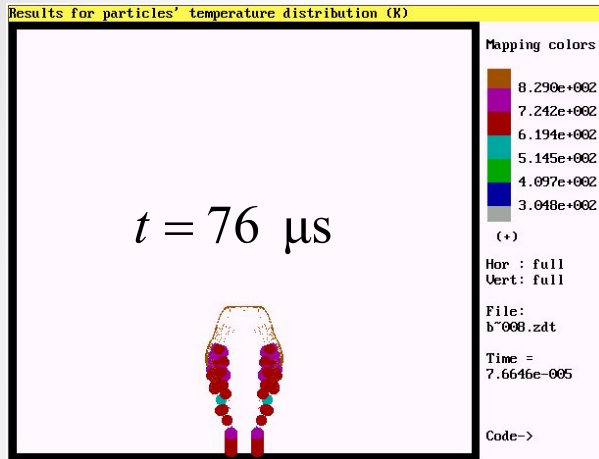 Results for particles' temperature distribution (K)
Mapping colors
8.290e+002
7.242e+002
6.194e+002
5.145e+002
4.097e+002
3.048e+002
(+)
t = 76 μs
Hor : full
Vert: full
File:
b~008.zdt
Time =
7.6646e-005
Code->